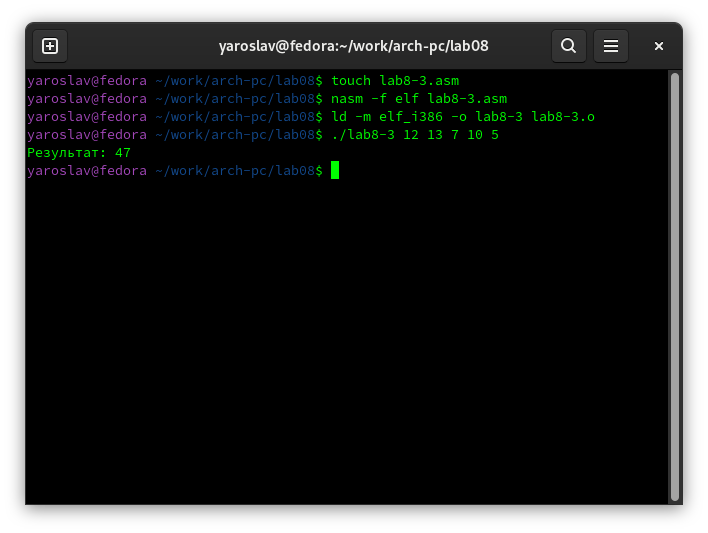 yaroslav@fedora:~/work/arch-pc/lab08
yaroslav@fedora ~/work/arch-pc/lab08$ touch lab8-3.asm
yaroslav@fedora ~/work/arch-pc/lab08$ nasm -f elf lab8-3.asm
yaroslav@fedora ~/work/arch-pc/lab08$ ld -m elf_i386 -o lab8-3 lab8-3.o
yaroslav@fedora ~/work/arch-pc/lab08$ ./lab8-3 12 13 7 10 5
Результат: 47
yaroslav@fedora ~/work/arch-pc/lab08$